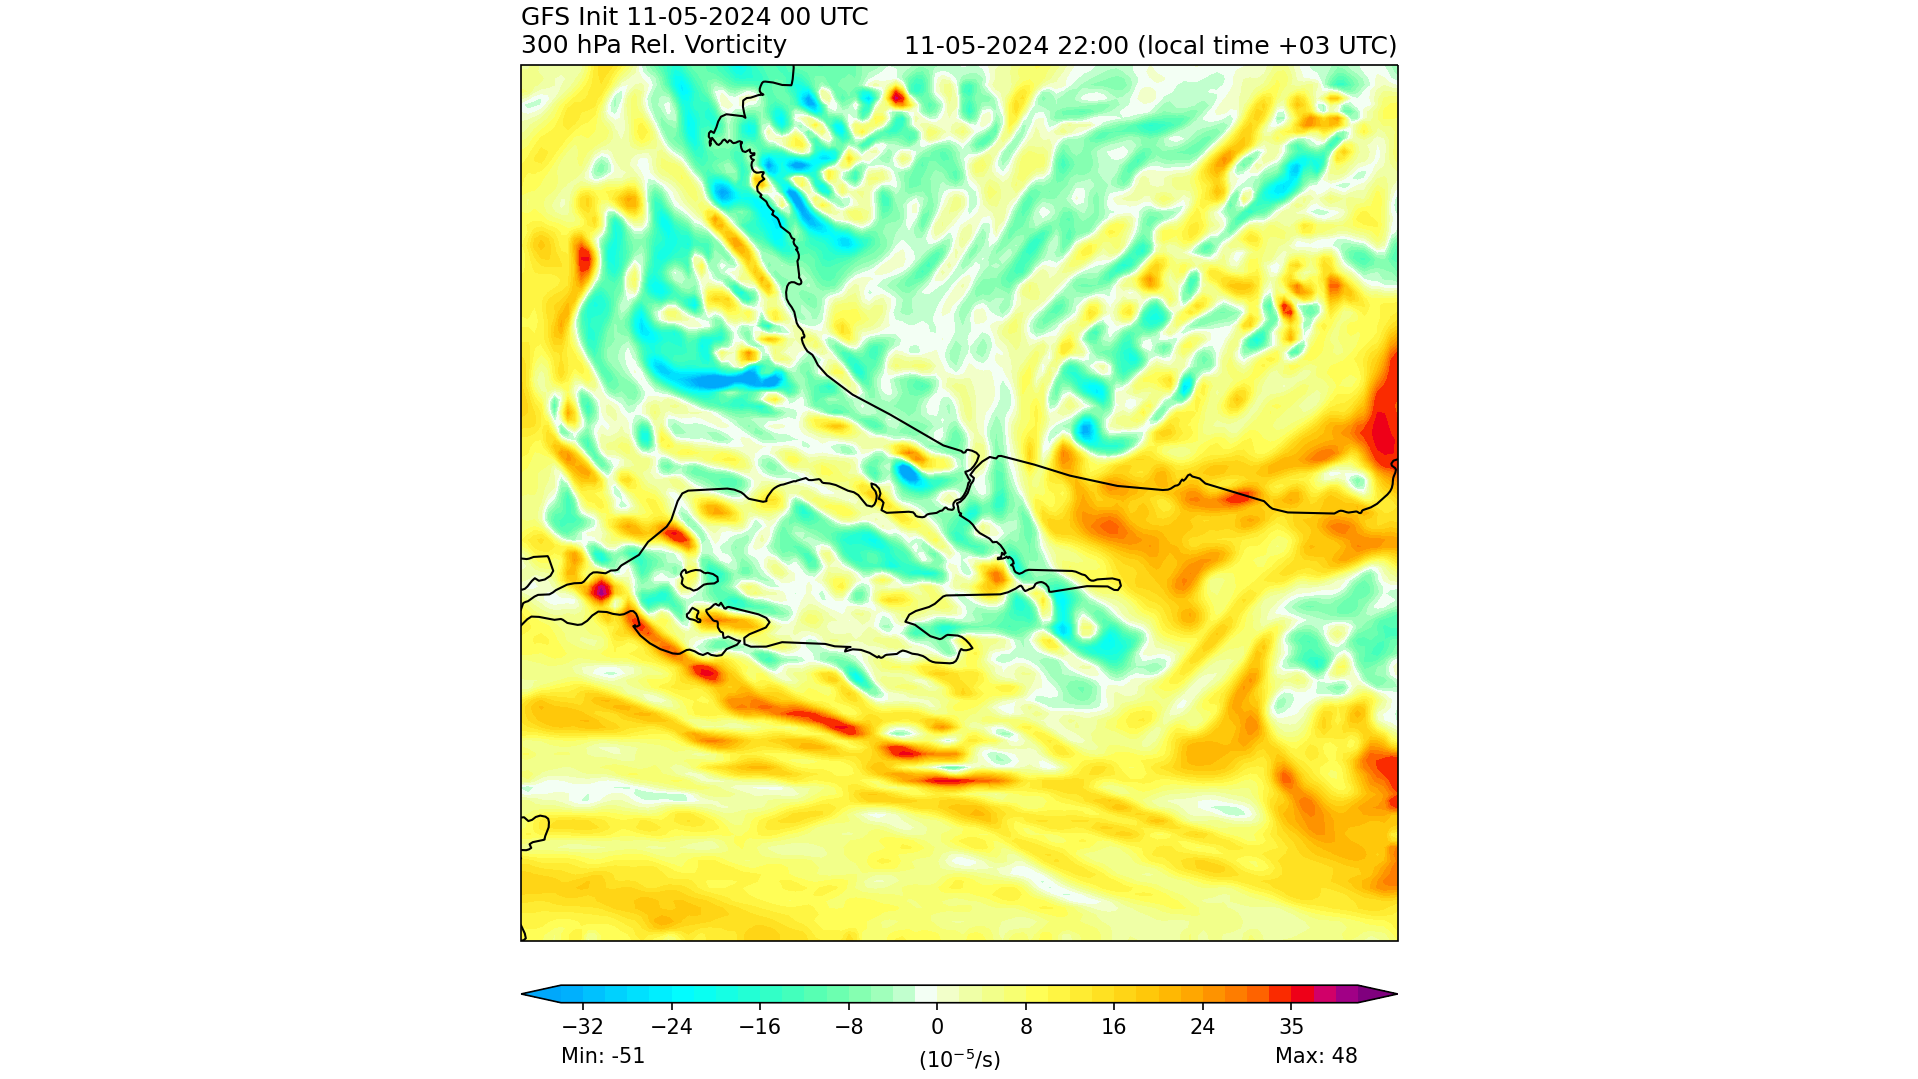 GFS Init 11-05-2024 00 UTC
300 hPa Rel. Vorticity
11-05-2024 22:00 (local time +03 UTC)
−32 −24 −16 −8 0 8 16 24 35
Min: -51
(10⁻⁵/s)
Max: 48